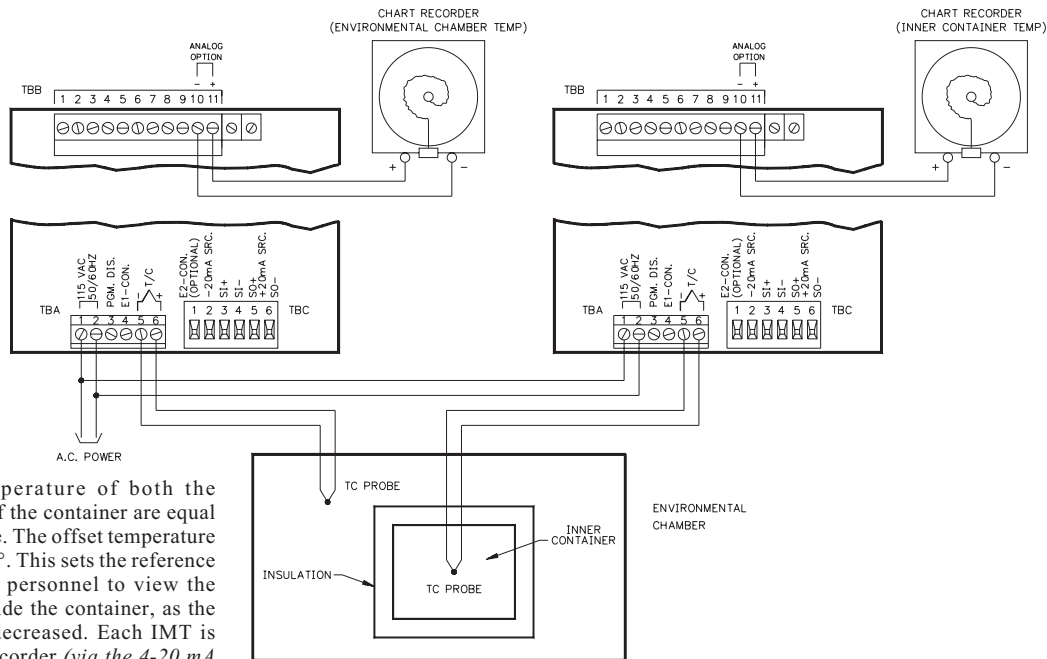 CHART RECORDER
(ENVIRONMENTAL CHAMBER TEMP)
ANALOG
OPTION
- +
TBB
1 2 3 4 5 6 7 8 9 10 11
+ -
CHART RECORDER
(INNER CONTAINER TEMP)
ANALOG
OPTION
- +
TBB
1 2 3 4 5 6 7 8 9 10 11
+ -
115 VAC
50/60HZ
PGM. DIS.
E1-CON.
- T/C +
TBA
1 2 3 4 5 6
E2-CON.
(OPTIONAL)
-20mA SRC.
SI+
SI-
SO+
+20mA SRC.
SO-
1 2 3 4 5 6
TBC
115 VAC
50/60HZ
PGM. DIS.
E1-CON.
- T/C +
TBA
1 2 3 4 5 6
E2-CON.
(OPTIONAL)
-20mA SRC.
SI+
SI-
SO+
+20mA SRC.
SO-
1 2 3 4 5 6
TBC
A.C. POWER
TC PROBE
ENVIRONMENTAL
CHAMBER
INNER
CONTAINER
INSULATION
TC PROBE
perature of both the
f the container are equal
e. The offset temperature
°. This sets the reference
personnel to view the
ide the container, as the
decreased. Each IMT is
corder (via the 4-20 mA